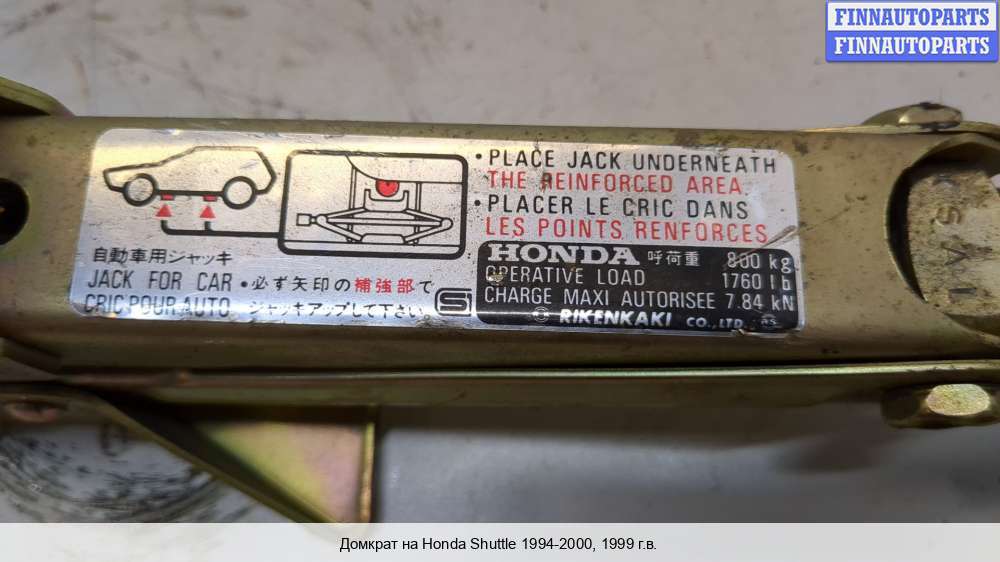 FINNAUTOPARTS
FINNAUTOPARTS
• PLACE JACK UNDERNEATH
THE REINFORCED AREA
• PLACER LE CRIC DANS
LES POINTS RENFORCES
自動車用ジャッキ
JACK FOR CAR
CRIC POUR AUTO
• 必ず矢印の補強部で
ジャッキアップして下さい
HONDA 呼荷重 800 kg
OPERATIVE LOAD 1760 lb
CHARGE MAXI AUTORISEE 7.84 kN
RIKENKAKI CO., LTD.
Домкрат на Honda Shuttle 1994-2000, 1999 г.в.